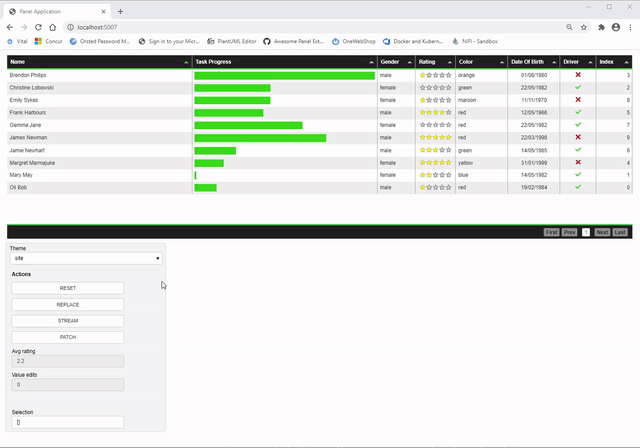 Panel Application
localhost:5007
Vital Concur Orsted Password M... Sign in to your Micr... PlantUML Editor Awesome Panel Ext... OneWebShop Docker and Kubern... NiFi - Sandbox
Name Task Progress Gender Rating Color Date Of Birth Driver Index
Brendon Philips male orange 01/08/1980 3
Christine Lobowski female green 22/05/1982 2
Emily Sykes female maroon 11/11/1970 8
Frank Harbours male red 12/05/1966 5
Gemma Jane female red 22/05/1982 7
James Newman male red 22/03/1998 9
Jamie Newhart male green 14/05/1985 6
Margret Marmajuke female yellow 31/01/1999 4
Mary May female blue 14/05/1982 1
Oli Bob male red 19/02/1984 0
First Prev 1 Next Last
Theme
site
Actions
RESET
REPLACE
STREAM
PATCH
Avg rating
2.2
Value edits
0
Selection
[]